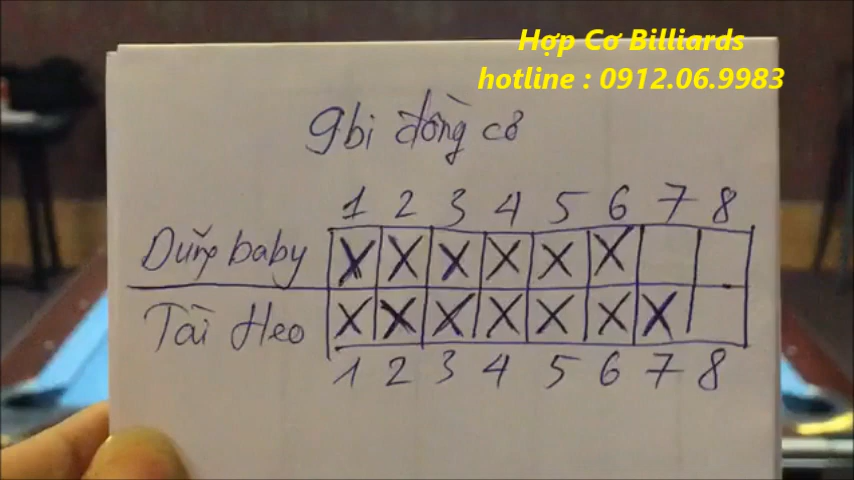 Hợp Cơ Billiards
hotline : 0912.06.9983
9bi đồng cơ
1 2 3 4 5 6 7 8
baby X X X X X X
Tài Heo X X X X X X X
1 2 3 4 5 6 7 8